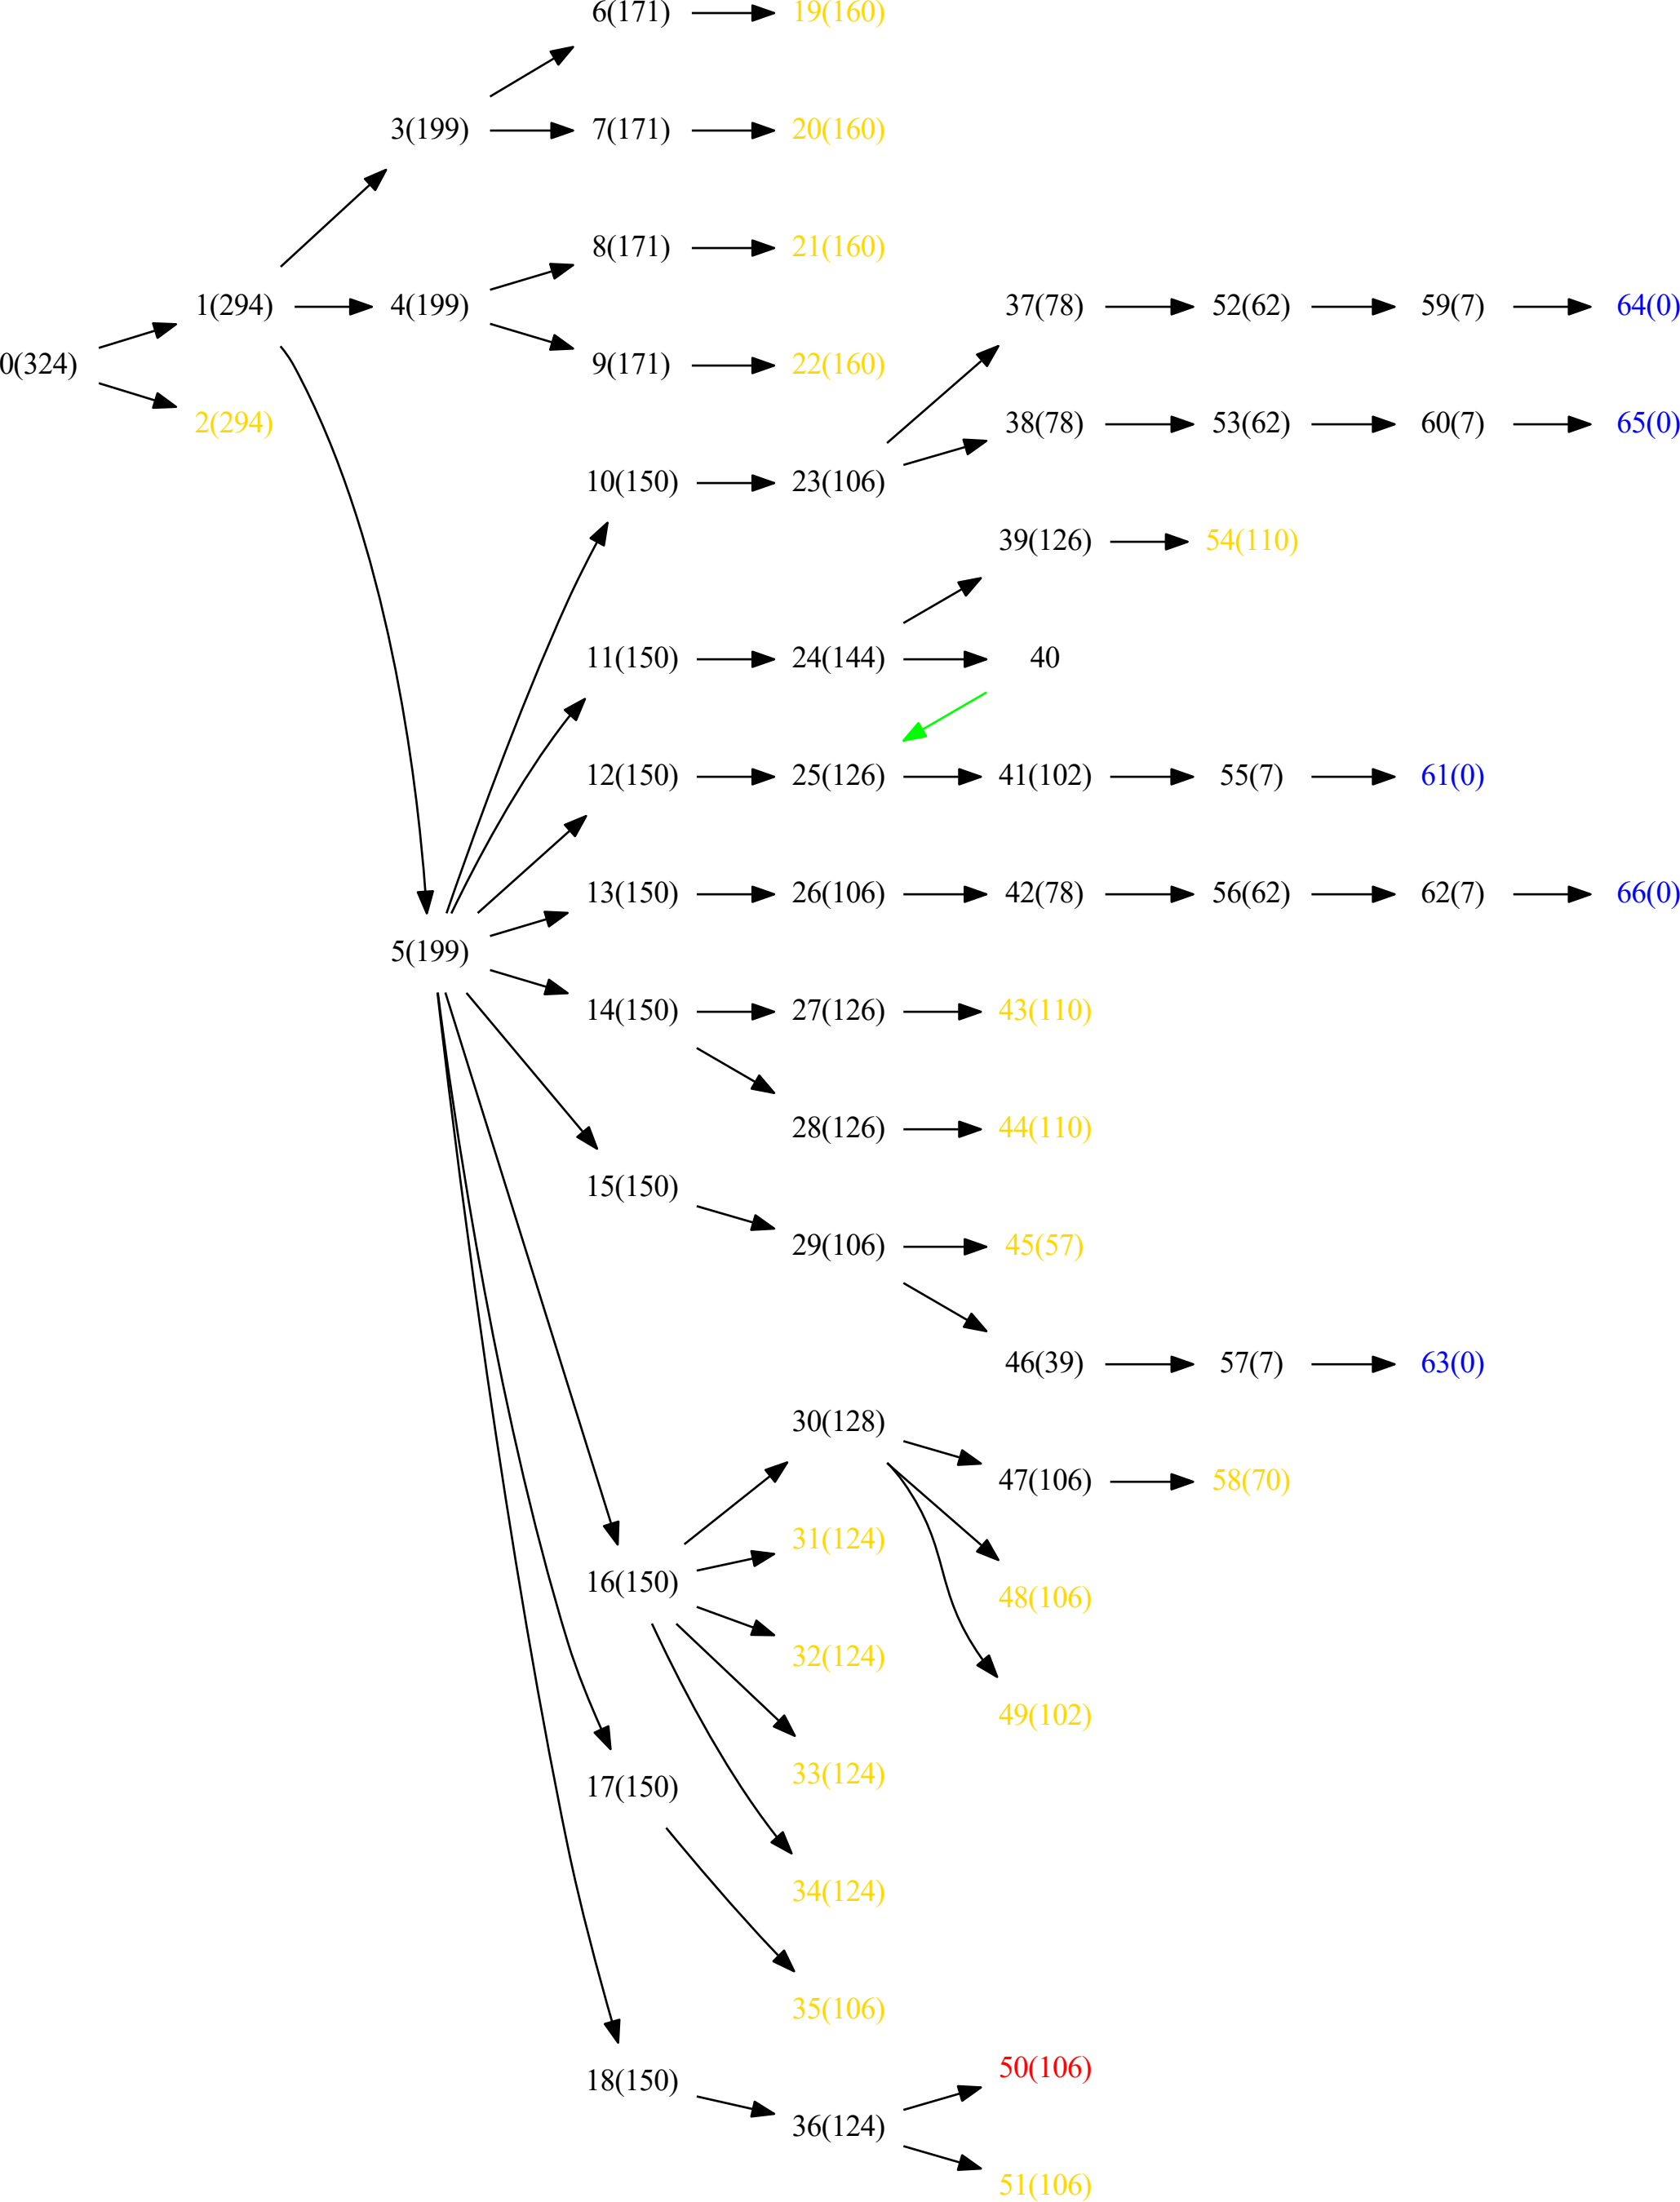 6(171) 19(160)
3(199) 7(171) 20(160)
8(171) 21(160)
1(294) 4(199) 37(78) 52(62) 59(7) 64(0)
0(324) 9(171) 22(160)
2(294) 38(78) 53(62) 60(7) 65(0)
10(150) 23(106)
39(126) 54(110)
11(150) 24(144) 40
12(150) 25(126) 41(102) 55(7) 61(0)
13(150) 26(106) 42(78) 56(62) 62(7) 66(0)
5(199)
14(150) 27(126) 43(110)
28(126) 44(110)
15(150)
29(106) 45(57)
46(39) 57(7) 63(0)
30(128)
47(106) 58(70)
31(124)
16(150) 48(106)
32(124)
49(102)
33(124)
17(150)
34(124)
35(106)
50(106)
18(150)
36(124)
51(106)